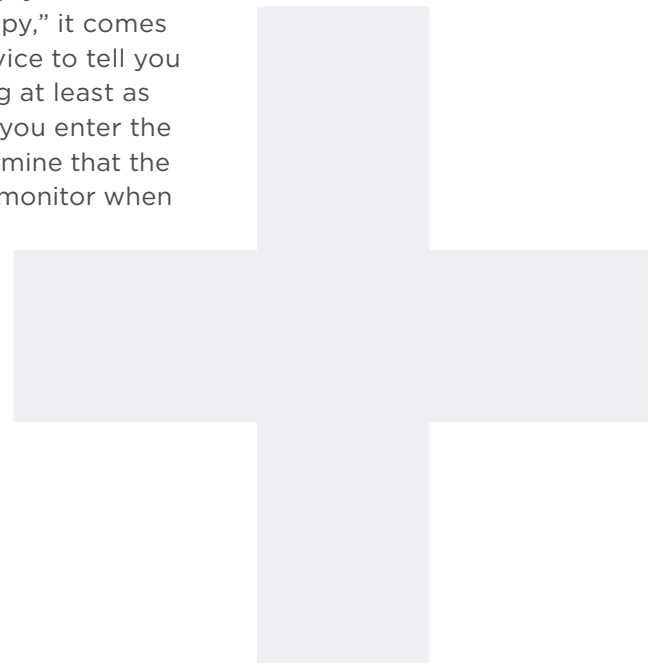 py,” it comes
vice to tell you
g at least as
you enter the
mine that the
monitor when